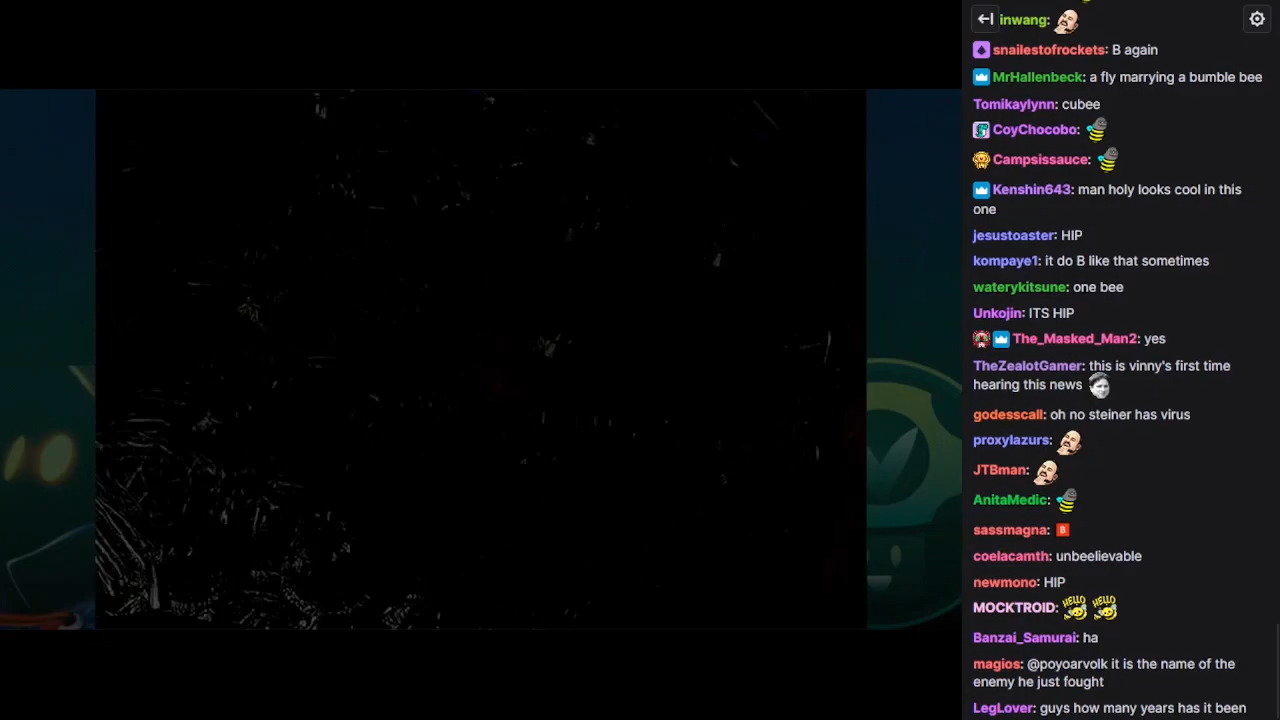 inwang:
snailestofrockets: B again
MrHallenbeck: a fly marrying a bumble bee
Tomikaylynn: cubee
CoyChocobo:
Campsissauce:
Kenshin643: man holy looks cool in this
one
jesustoaster: HIP
kompaye1: it do B like that sometimes
waterykitsune: one bee
Unkojin: ITS HIP
The_Masked_Man2: yes
TheZealotGamer: this is vinny's first time
hearing this news
godesscall: oh no steiner has virus
proxylazurs:
JTBman:
AnitaMedic:
sassmagna: B
coelacamth: unbeelievable
newmono: HIP
MOCKTROID: HELLO HELLO
Banzai_Samurai: ha
magios: @poyoarvolk it is the name of the
enemy he just fought
LegLover: guys how many years has it been